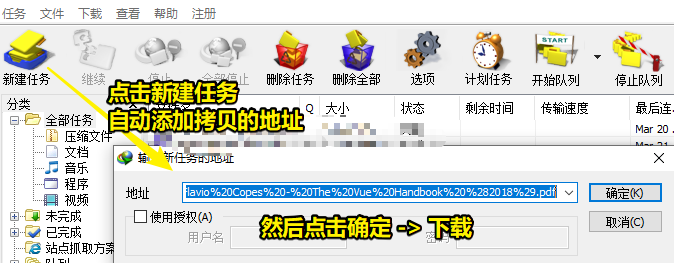 任务 文件 下载 查看 帮助 注册
新建任务 继续 停止 全部停止 删除任务 删除全部 选项 计划任务 开始队列 停止队列
START
点击新建任务
自动添加拷贝的地址
分类 Q 大小 状态 剩余时间 传输速度 最后连
全部任务
压缩文件 Mar 20
文档
音乐
程序
视频
未完成
已完成
站点抓取方案
队列
输 新任务的地址
地址 flavio%20Copes%20-%20The%20Vue%20Handbook%20%282018%29.pdf 确定(K)
使用授权(A) 取消(C)
用户名
然后点击确定 -> 下载